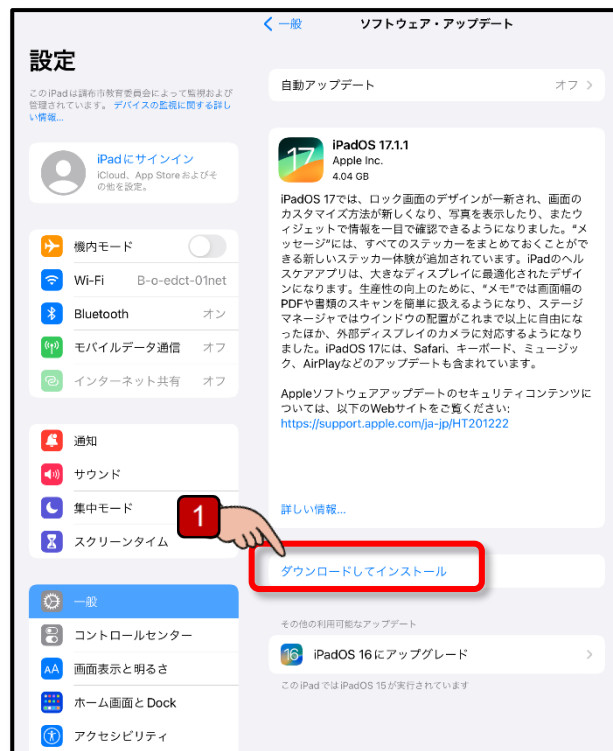 一般
ソフトウェア・アップデート
設定
このiPadは調布市教育委員会によって監視および
管理されています。 デバイスの監視に関する詳し
い情報...
iPadにサインイン
iCloud、App Storeおよびそ
の他を設定。
機内モード
Wi-Fi B-o-edct-01net
Bluetooth オン
モバイルデータ通信 オフ
インターネット共有 オフ
通知
サウンド
集中モード
スクリーンタイム
一般
コントロールセンター
AA 画面表示と明るさ
ホーム画面とDock
アクセシビリティ
自動アップデート オフ
17
iPadOS 17.1.1
Apple Inc.
4.04 GB
iPadOS 17では、ロック画面のデザインが一新され、画面の
カスタマイズ方法が新しくなり、写真を表示したり、またウ
ィジェットで情報を一目で確認できるようになりました。“メ
ッセージ”には、すべてのステッカーをまとめておくことがで
きる新しいステッカー体験が追加されています。iPadのヘル
スケアアプリは、大きなディスプレイに最適化されたデザイ
ンになります。生産性の向上のために、“メモ”では画面幅の
PDFや書類のスキャンを簡単に扱えるようになり、ステージ
マネージャではウインドウの配置がこれまで以上に自由にな
ったほか、外部ディスプレイのカメラに対応するようになり
ました。iPadOS 17には、Safari、キーボード、ミュージッ
ク、AirPlayなどのアップデートも含まれています。
Appleソフトウェアアップデートのセキュリティコンテンツに
ついては、以下のWebサイトをご覧ください:
https://support.apple.com/ja-jp/HT201222
詳しい情報...
1
ダウンロードしてインストール
その他の利用可能なアップデート
16 iPadOS 16にアップグレード
このiPadではiPadOS 15が実行されています